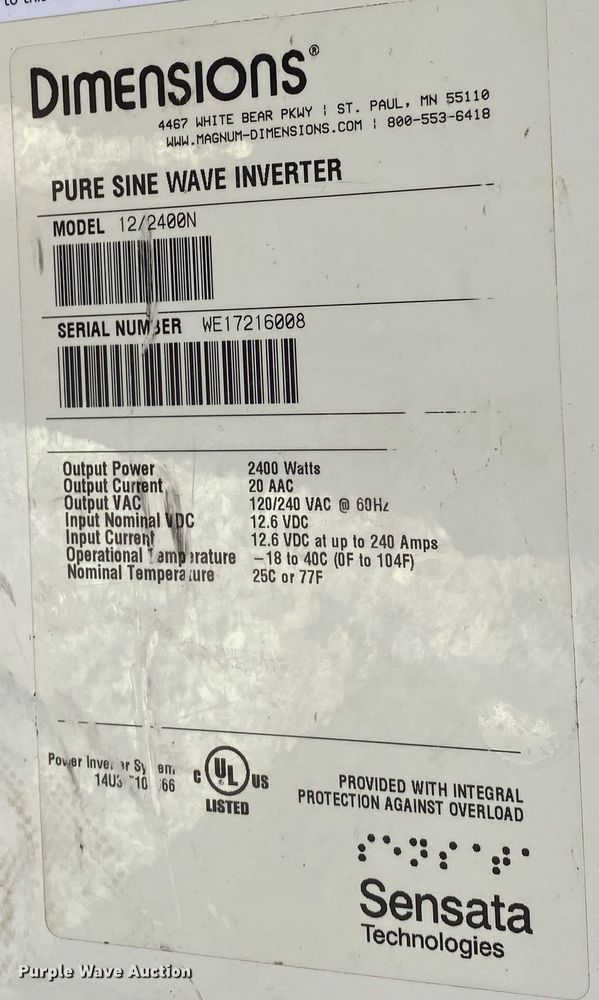 DIMENSIONS®
4467 WHITE BEAR PKWY | ST. PAUL, MN 55110
WWW.MAGNUM-DIMENSIONS.COM | 800-553-6418
PURE SINE WAVE INVERTER
MODEL 12/2400N
SERIAL NUMBER WE17216008
Output Power 2400 Watts
Output Current 20 AAC
Output VAC 120/240 VAC @ 60Hz
Input Nominal VDC 12.6 VDC
Input Current 12.6 VDC at up to 240 Amps
Operational Temperature –18 to 40C (0F to 104F)
Nominal Temperature 25C or 77F
Power Inverter System
C UL US
LISTED
PROVIDED WITH INTEGRAL
PROTECTION AGAINST OVERLOAD
Sensata
Technologies
Purple Wave Auction